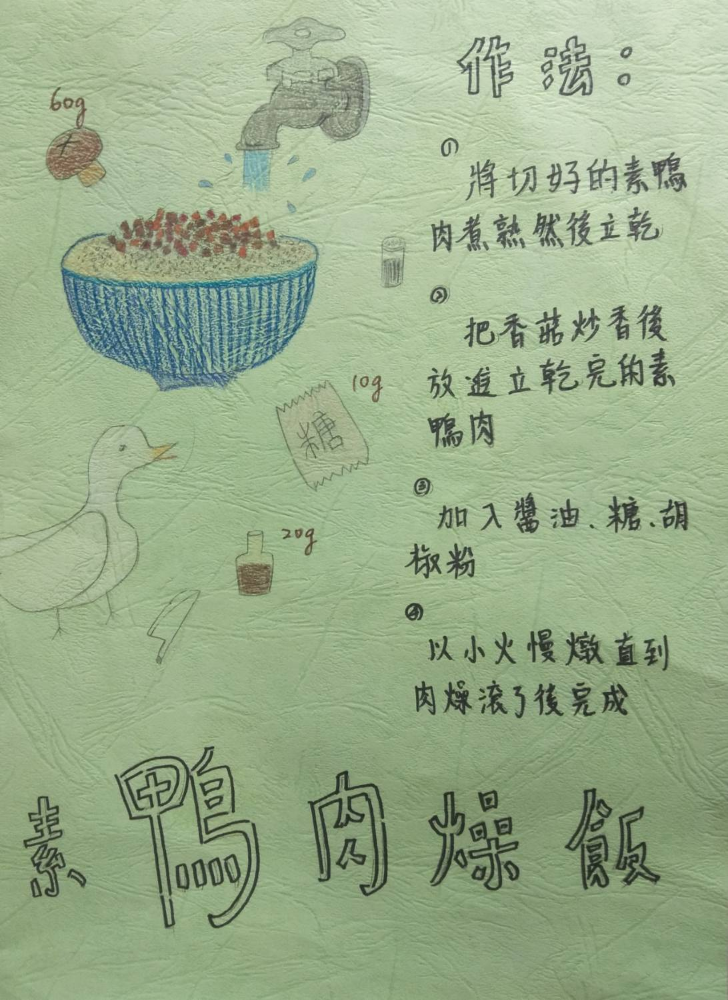 作法：
60g
①
將切好的素鴨
肉煮熟然後立乾
②
把香菇炒香後
放進立乾完的素
鴨肉
10g
糖
③
加入醬油、糖、胡
椒粉
20g
④
以小火慢燉直到
肉燥滾了後完成
素鴨肉燥飯